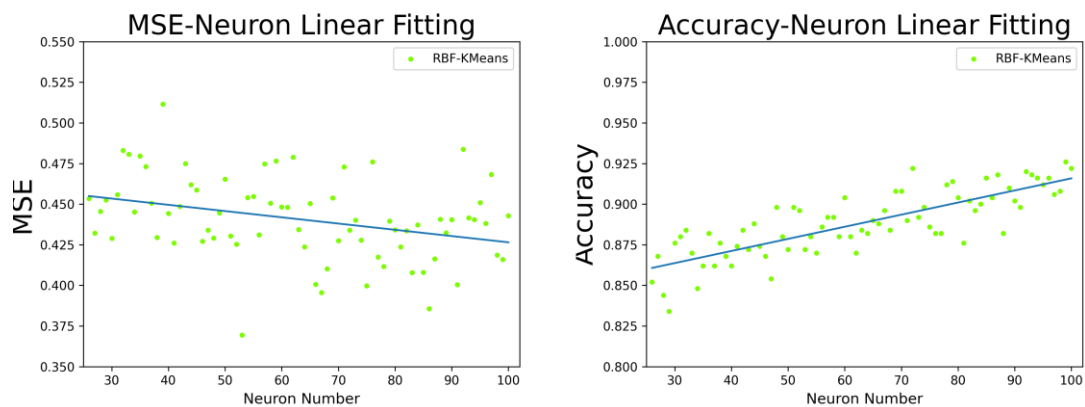 MSE-Neuron Linear Fitting
0.550
0.525
0.500
0.475
0.450
0.425
0.400
0.375
0.350
MSE
RBF-KMeans
30 40 50 60 70 80 90 100
Neuron Number
Accuracy-Neuron Linear Fitting
1.000
0.975
0.950
0.925
0.900
0.875
0.850
0.825
0.800
Accuracy
RBF-KMeans
30 40 50 60 70 80 90 100
Neuron Number